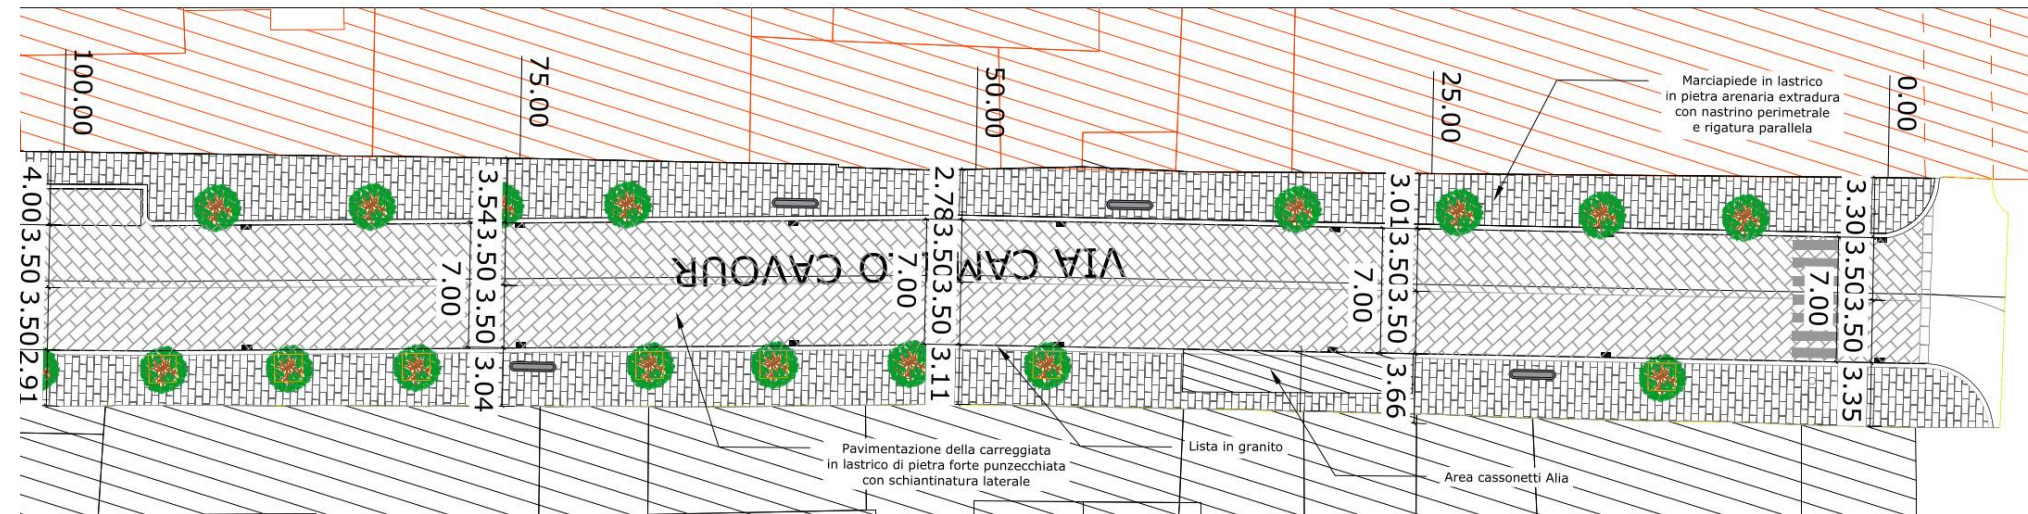 100.00
75.00
50.00
25.00
0.00
Marciapiede in lastrico
in pietra arenaria extradura
con nastrino perimetrale
e rigatura parallela
4.00
3.50
3.50
2.91
7.00
3.54
3.50
3.50
3.04
7.00
2.78
3.50
3.50
3.11
7.00
3.01
3.50
3.50
3.66
7.00
3.30
3.50
3.50
3.35
VIA CAM
O CAVOUR
Pavimentazione della carreggiata
in lastrico di pietra forte punzecchiata
con schiantinatura laterale
Lista in granito
Area cassonetti Alia